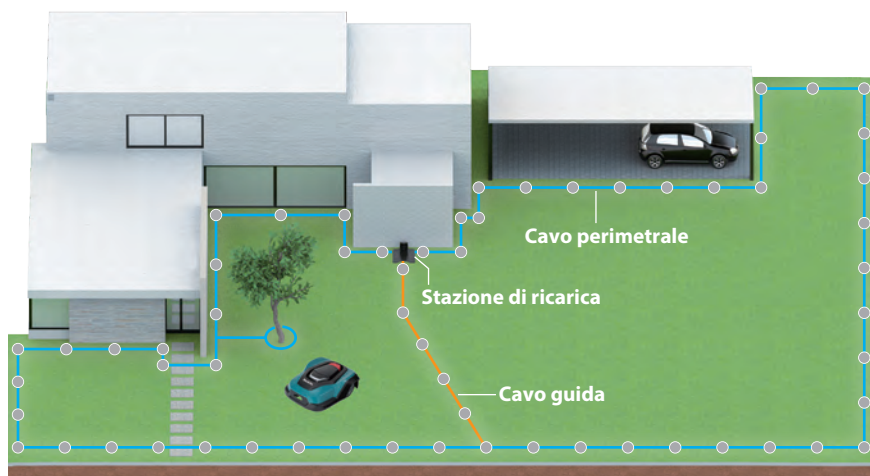 Cavo perimetrale
Stazione di ricarica
Cavo guida